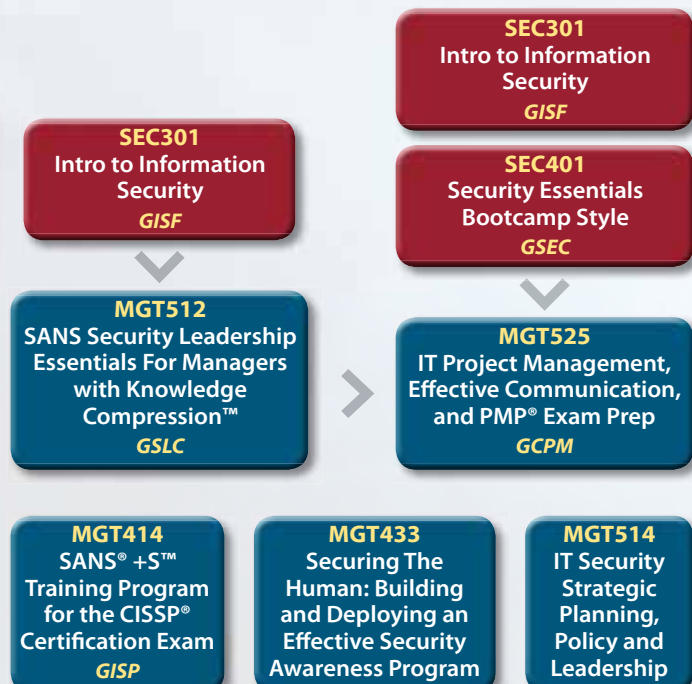 SEC301
Intro to Information
Security
GISF
SEC401
Security Essentials
Bootcamp Style
GSEC
SEC301
Intro to Information
Security
GISF
MGT512
SANS Security Leadership
Essentials For Managers
with Knowledge
Compression™
GSLC
MGT525
IT Project Management,
Effective Communication,
and PMP® Exam Prep
GCPM
MGT414
SANS® +S™
Training Program
for the CISSP®
Certification Exam
GISP
MGT433
Securing The
Human: Building
and Deploying an
Effective Security
Awareness Program
MGT514
IT Security
Strategic
Planning,
Policy and
Leadership